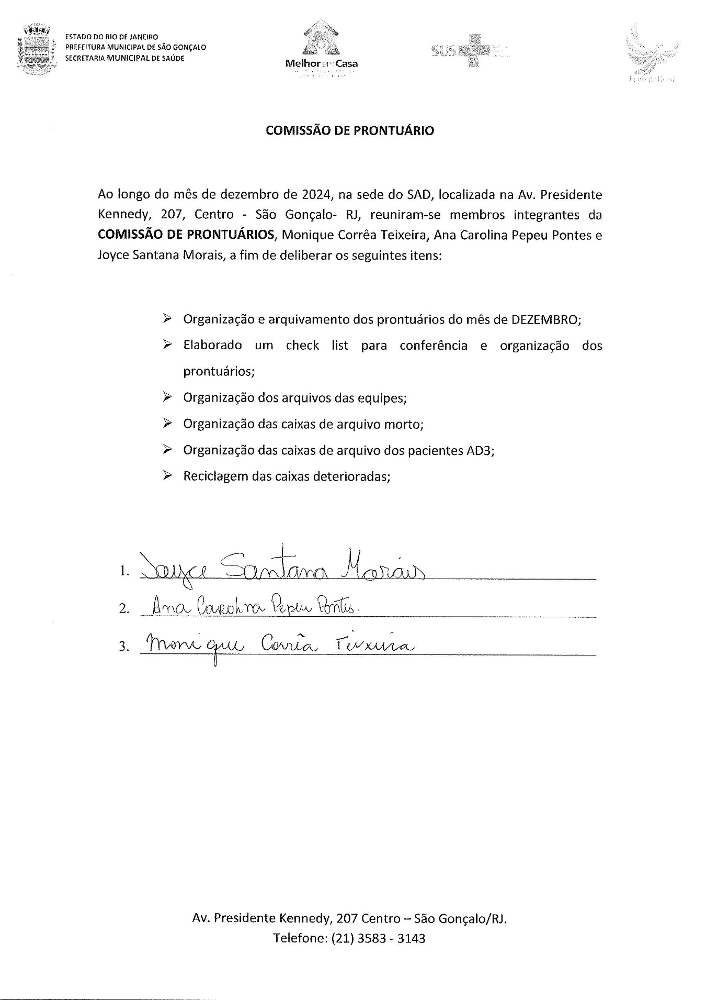 ESTADO DO RIO DE JANEIRO
PREFEITURA MUNICIPAL DE SÃO GONÇALO
SECRETARIA MUNICIPAL DE SAÚDE
Melhor em Casa
SUS
COMISSÃO DE PRONTUÁRIO
Ao longo do mês de dezembro de 2024, na sede do SAD, localizada na Av. Presidente
Kennedy, 207, Centro - São Gonçalo- RJ, reuniram-se membros integrantes da
COMISSÃO DE PRONTUÁRIOS, Monique Corrêa Teixeira, Ana Carolina Pepeu Pontes e
Joyce Santana Morais, a fim de deliberar os seguintes itens:
➢ Organização e arquivamento dos prontuários do mês de DEZEMBRO;
➢ Elaborado um check list para conferência e organização dos
prontuários;
➢ Organização dos arquivos das equipes;
➢ Organização das caixas de arquivo morto;
➢ Organização das caixas de arquivo dos pacientes AD3;
➢ Reciclagem das caixas deterioradas;
1. Joyce Santana Morais
2. Ana Carolina Pepeu Pontes.
3. Monique Corrêa Teixeira
Av. Presidente Kennedy, 207 Centro – São Gonçalo/RJ.
Telefone: (21) 3583 - 3143